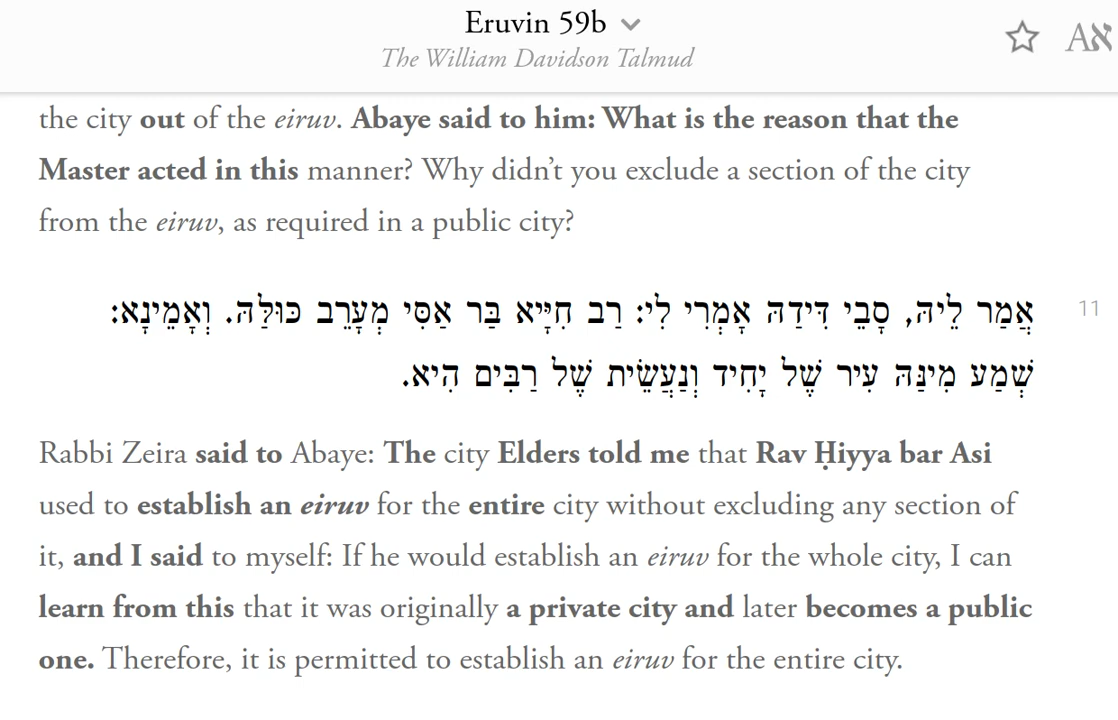 Eruvin 59b
The William Davidson Talmud
Aא
the city out of the eiruv. Abaye said to him: What is the reason that the
Master acted in this manner? Why didn’t you exclude a section of the city
from the eiruv, as required in a public city?
אֲמַר לֵיהּ, סָבֵי דִידַהּ אָמְרִי לִי: רַב חִיָּיא בַּר אַסִּי מְעָרֵב כּוּלַּהּ. וְאָמֵינָא:
11
שְׁמַע מִינַּהּ עִיר שֶׁל יָחִיד וְנַעֲשֵׂית שֶׁל רַבִּים הִיא.
Rabbi Zeira said to Abaye: The city Elders told me that Rav Ḥiyya bar Asi
used to establish an eiruv for the entire city without excluding any section of
it, and I said to myself: If he would establish an eiruv for the whole city, I can
learn from this that it was originally a private city and later becomes a public
one. Therefore, it is permitted to establish an eiruv for the entire city.